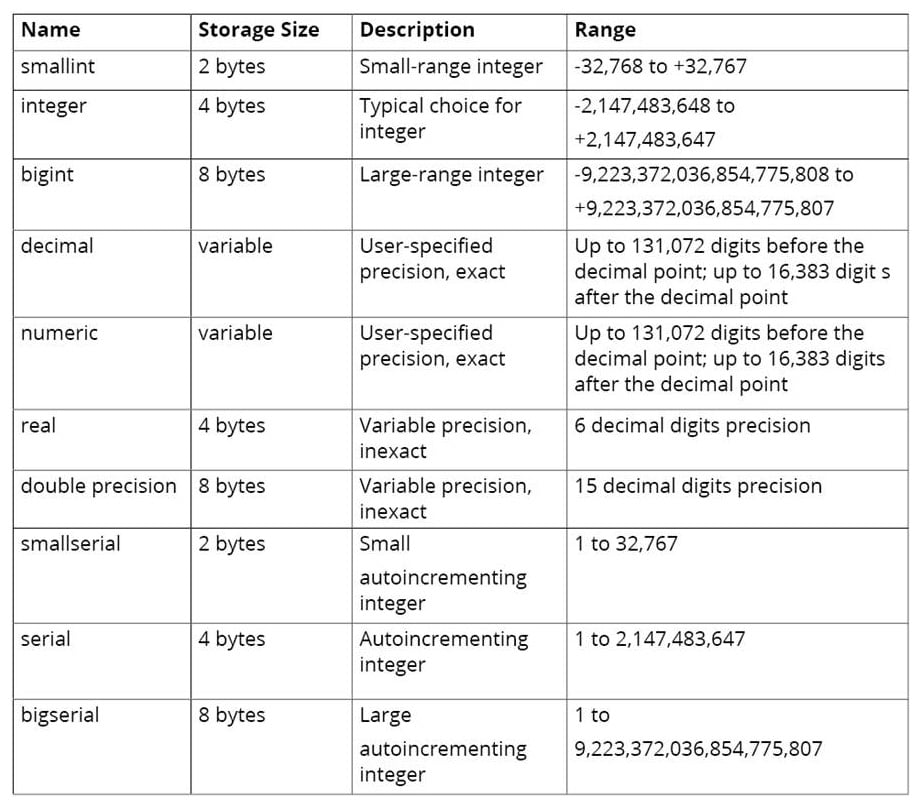 Name Storage Size Description Range
smallint 2 bytes Small-range integer -32,768 to +32,767
integer 4 bytes Typical choice for -2,147,483,648 to
integer +2,147,483,647
bigint 8 bytes Large-range integer -9,223,372,036,854,775,808 to
+9,223,372,036,854,775,807
decimal variable User-specified Up to 131,072 digits before the
precision, exact decimal point; up to 16,383 digit s
after the decimal point
numeric variable User-specified Up to 131,072 digits before the
precision, exact decimal point; up to 16,383 digits
after the decimal point
real 4 bytes Variable precision, 6 decimal digits precision
inexact
double precision 8 bytes Variable precision, 15 decimal digits precision
inexact
smallserial 2 bytes Small 1 to 32,767
autoincrementing
integer
serial 4 bytes Autoincrementing 1 to 2,147,483,647
integer
bigserial 8 bytes Large 1 to
autoincrementing 9,223,372,036,854,775,807
integer